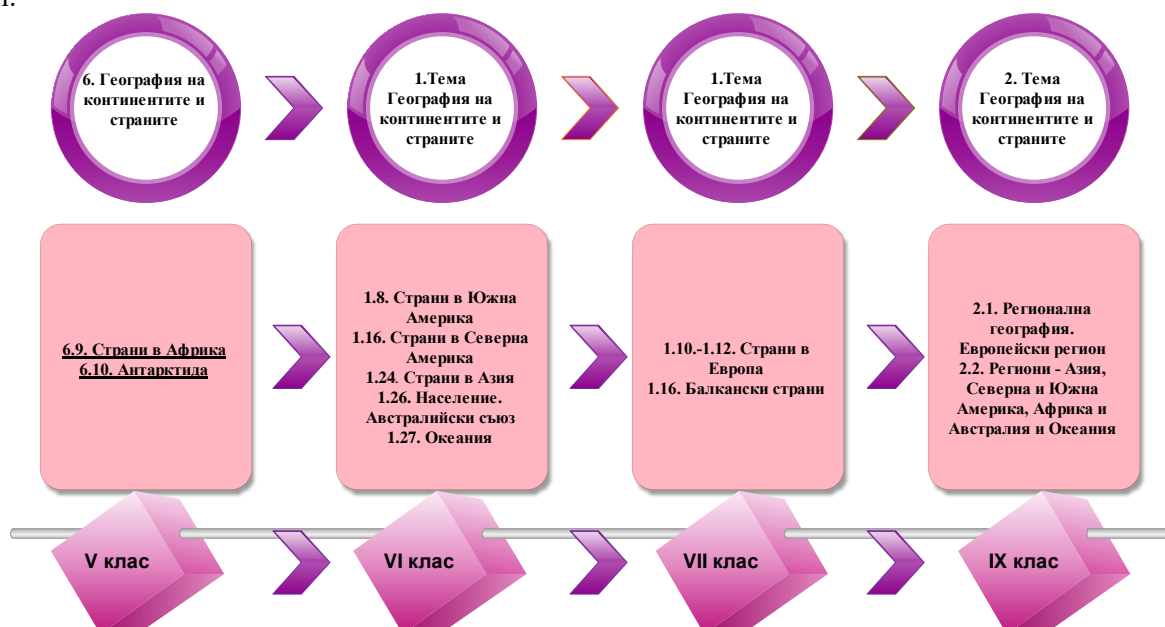 6. География на
континентите и
страните
1.Тема
География на
континентите и
страните
1.Тема
География на
континентите и
страните
2. Тема
География на
континентите и
страните
6.9. Страни в Африка
6.10. Антарктида
1.8. Страни в Южна
Америка
1.16. Страни в Северна
Америка
1.24. Страни в Азия
1.26. Население.
Австралийски съюз
1.27. Океания
1.10.-1.12. Страни в
Европа
1.16. Балкански страни
2.1. Регионална
география.
Европейски регион
2.2. Региони - Азия,
Северна и Южна
Америка, Африка и
Австралия и Океания
V клас
VI клас
VII клас
IX клас